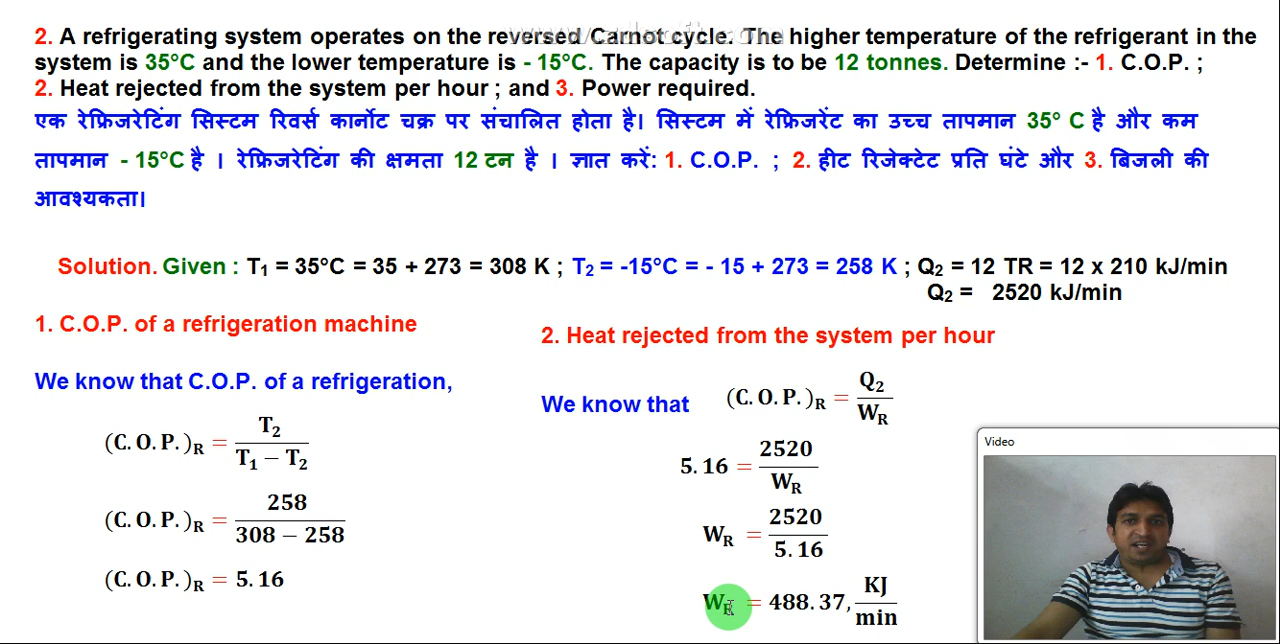 2. A refrigerating system operates on the reversed Carnot cycle. The higher temperature of the refrigerant in the
system is 35°C and the lower temperature is - 15°C. The capacity is to be 12 tonnes. Determine :- 1. C.O.P. ;
2. Heat rejected from the system per hour ; and 3. Power required.
एक रेफ्रिजरेटिंग सिस्टम रिवर्स कार्नोट चक्र पर संचालित होता है। सिस्टम में रेफ्रिजरेंट का उच्च तापमान 35° C है और कम
तापमान - 15°C है । रेफ्रिजरेटिंग की क्षमता 12 टन है । ज्ञात करें: 1. C.O.P. ; 2. हीट रिजेक्टेट प्रति घंटे और 3. बिजली की
आवश्यकता।
Solution. Given : T₁ = 35°C = 35 + 273 = 308 K ; T₂ = -15°C = - 15 + 273 = 258 K ; Q₂ = 12 TR = 12 x 210 kJ/min
Q₂ = 2520 kJ/min
1. C.O.P. of a refrigeration machine
We know that C.O.P. of a refrigeration,
(C. O. P. )R = T₂ / T₁ − T₂
(C. O. P. )R = 258 / 308 − 258
(C. O. P. )R = 5. 16
2. Heat rejected from the system per hour
We know that (C. O. P. )R = Q₂ / WR
5. 16 = 2520 / WR
WR = 2520 / 5. 16
WR = 488. 37, KJ / min
Video